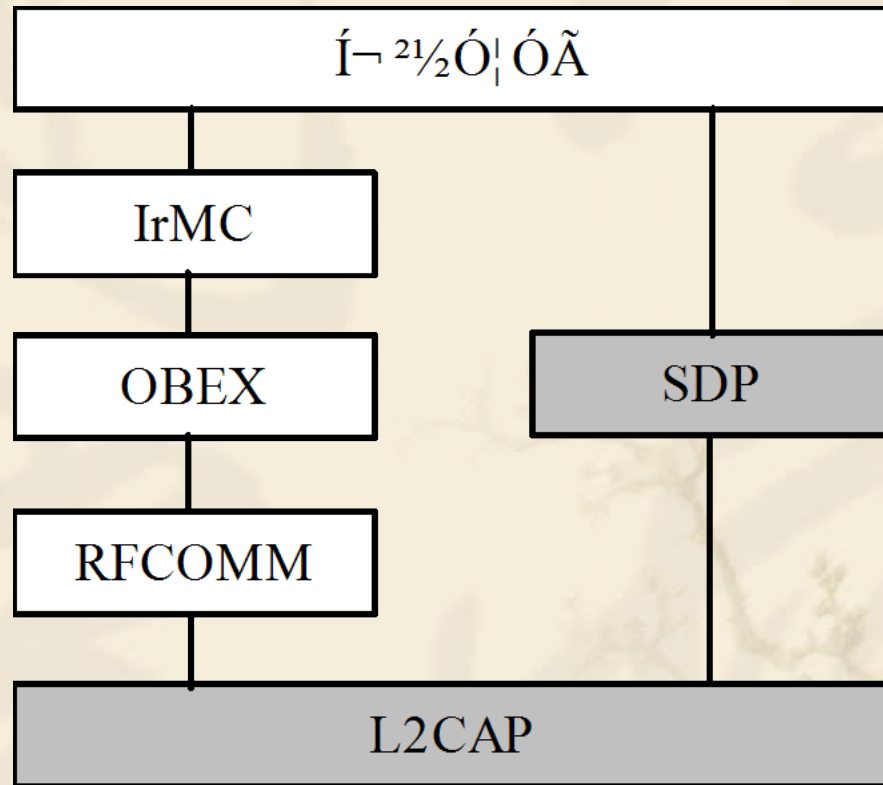 Í¬ ²½Ó¦ ÓÃ
IrMC
OBEX
SDP
RFCOMM
L2CAP